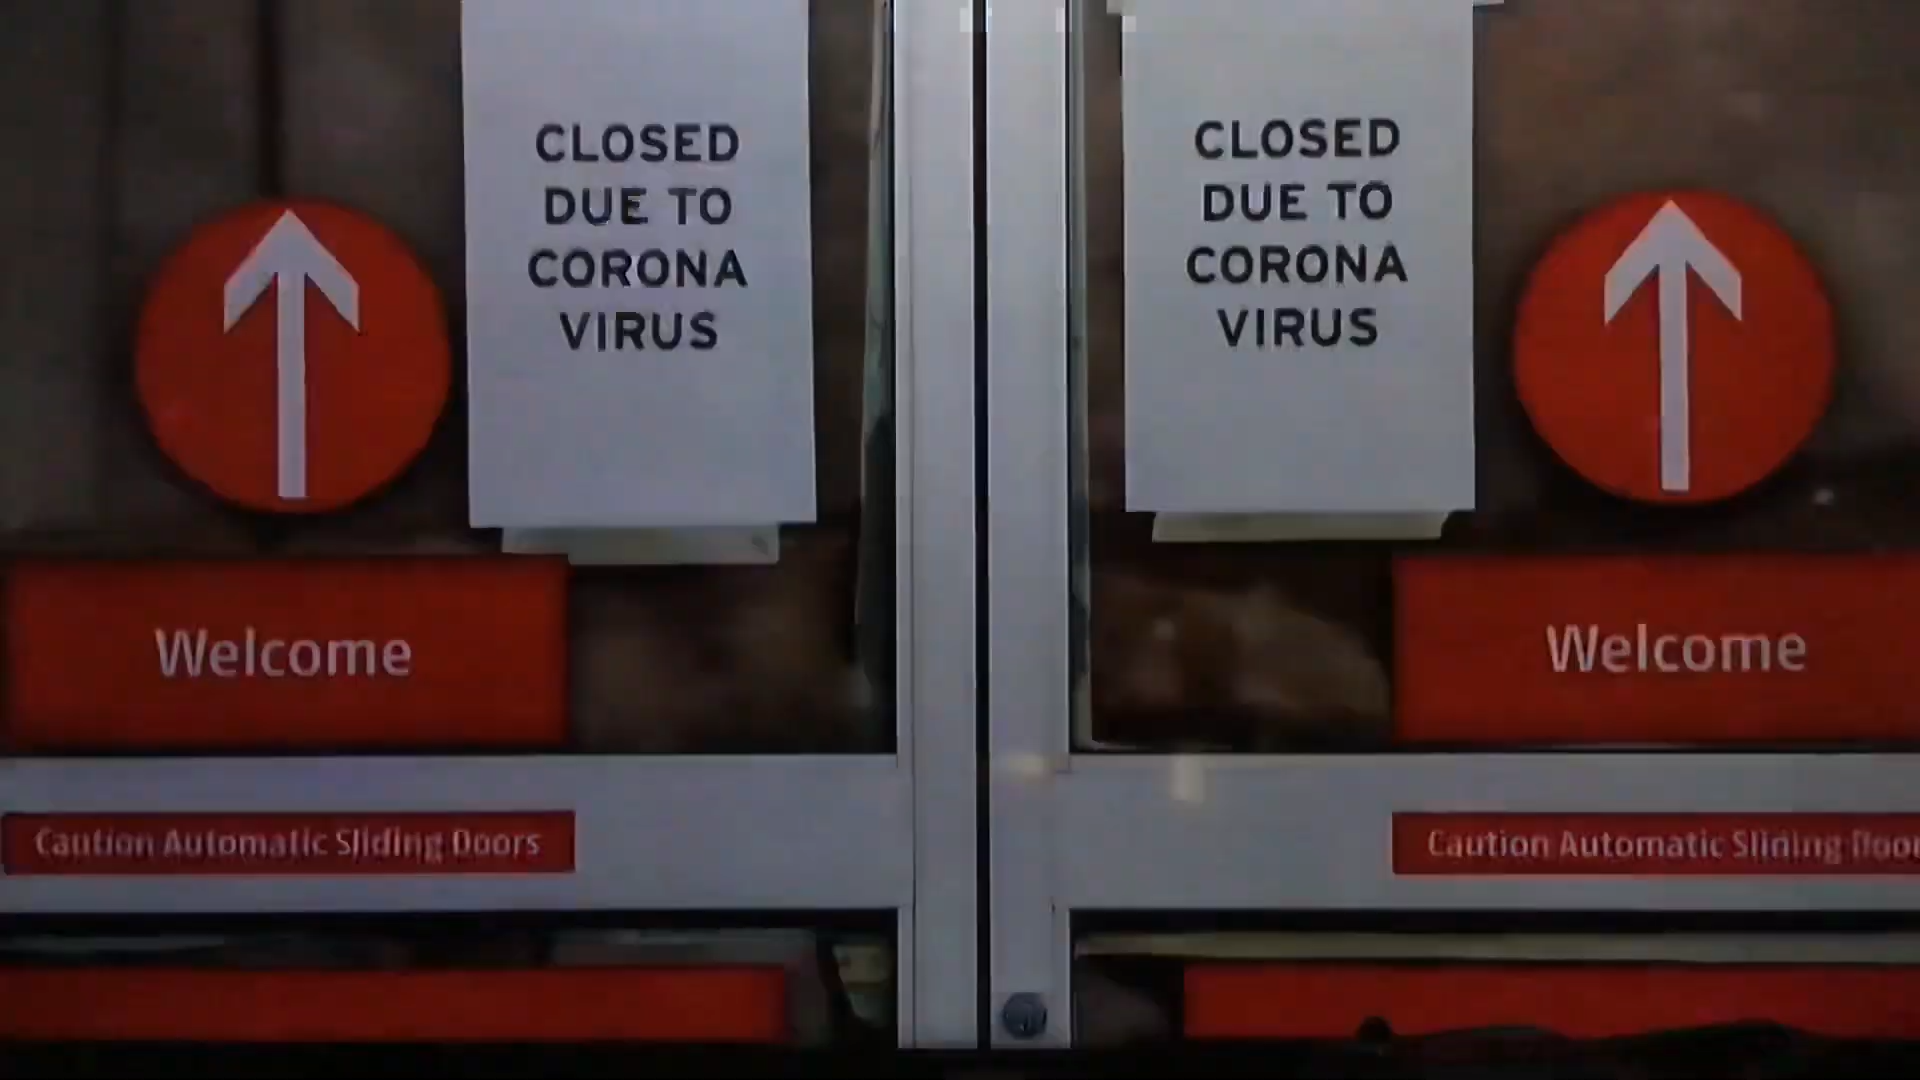 CLOSED
DUE TO
CORONA
VIRUS
CLOSED
DUE TO
CORONA
VIRUS
Welcome
Welcome
Caution Automatic Sliding Doors
Caution Automatic Sliding Door